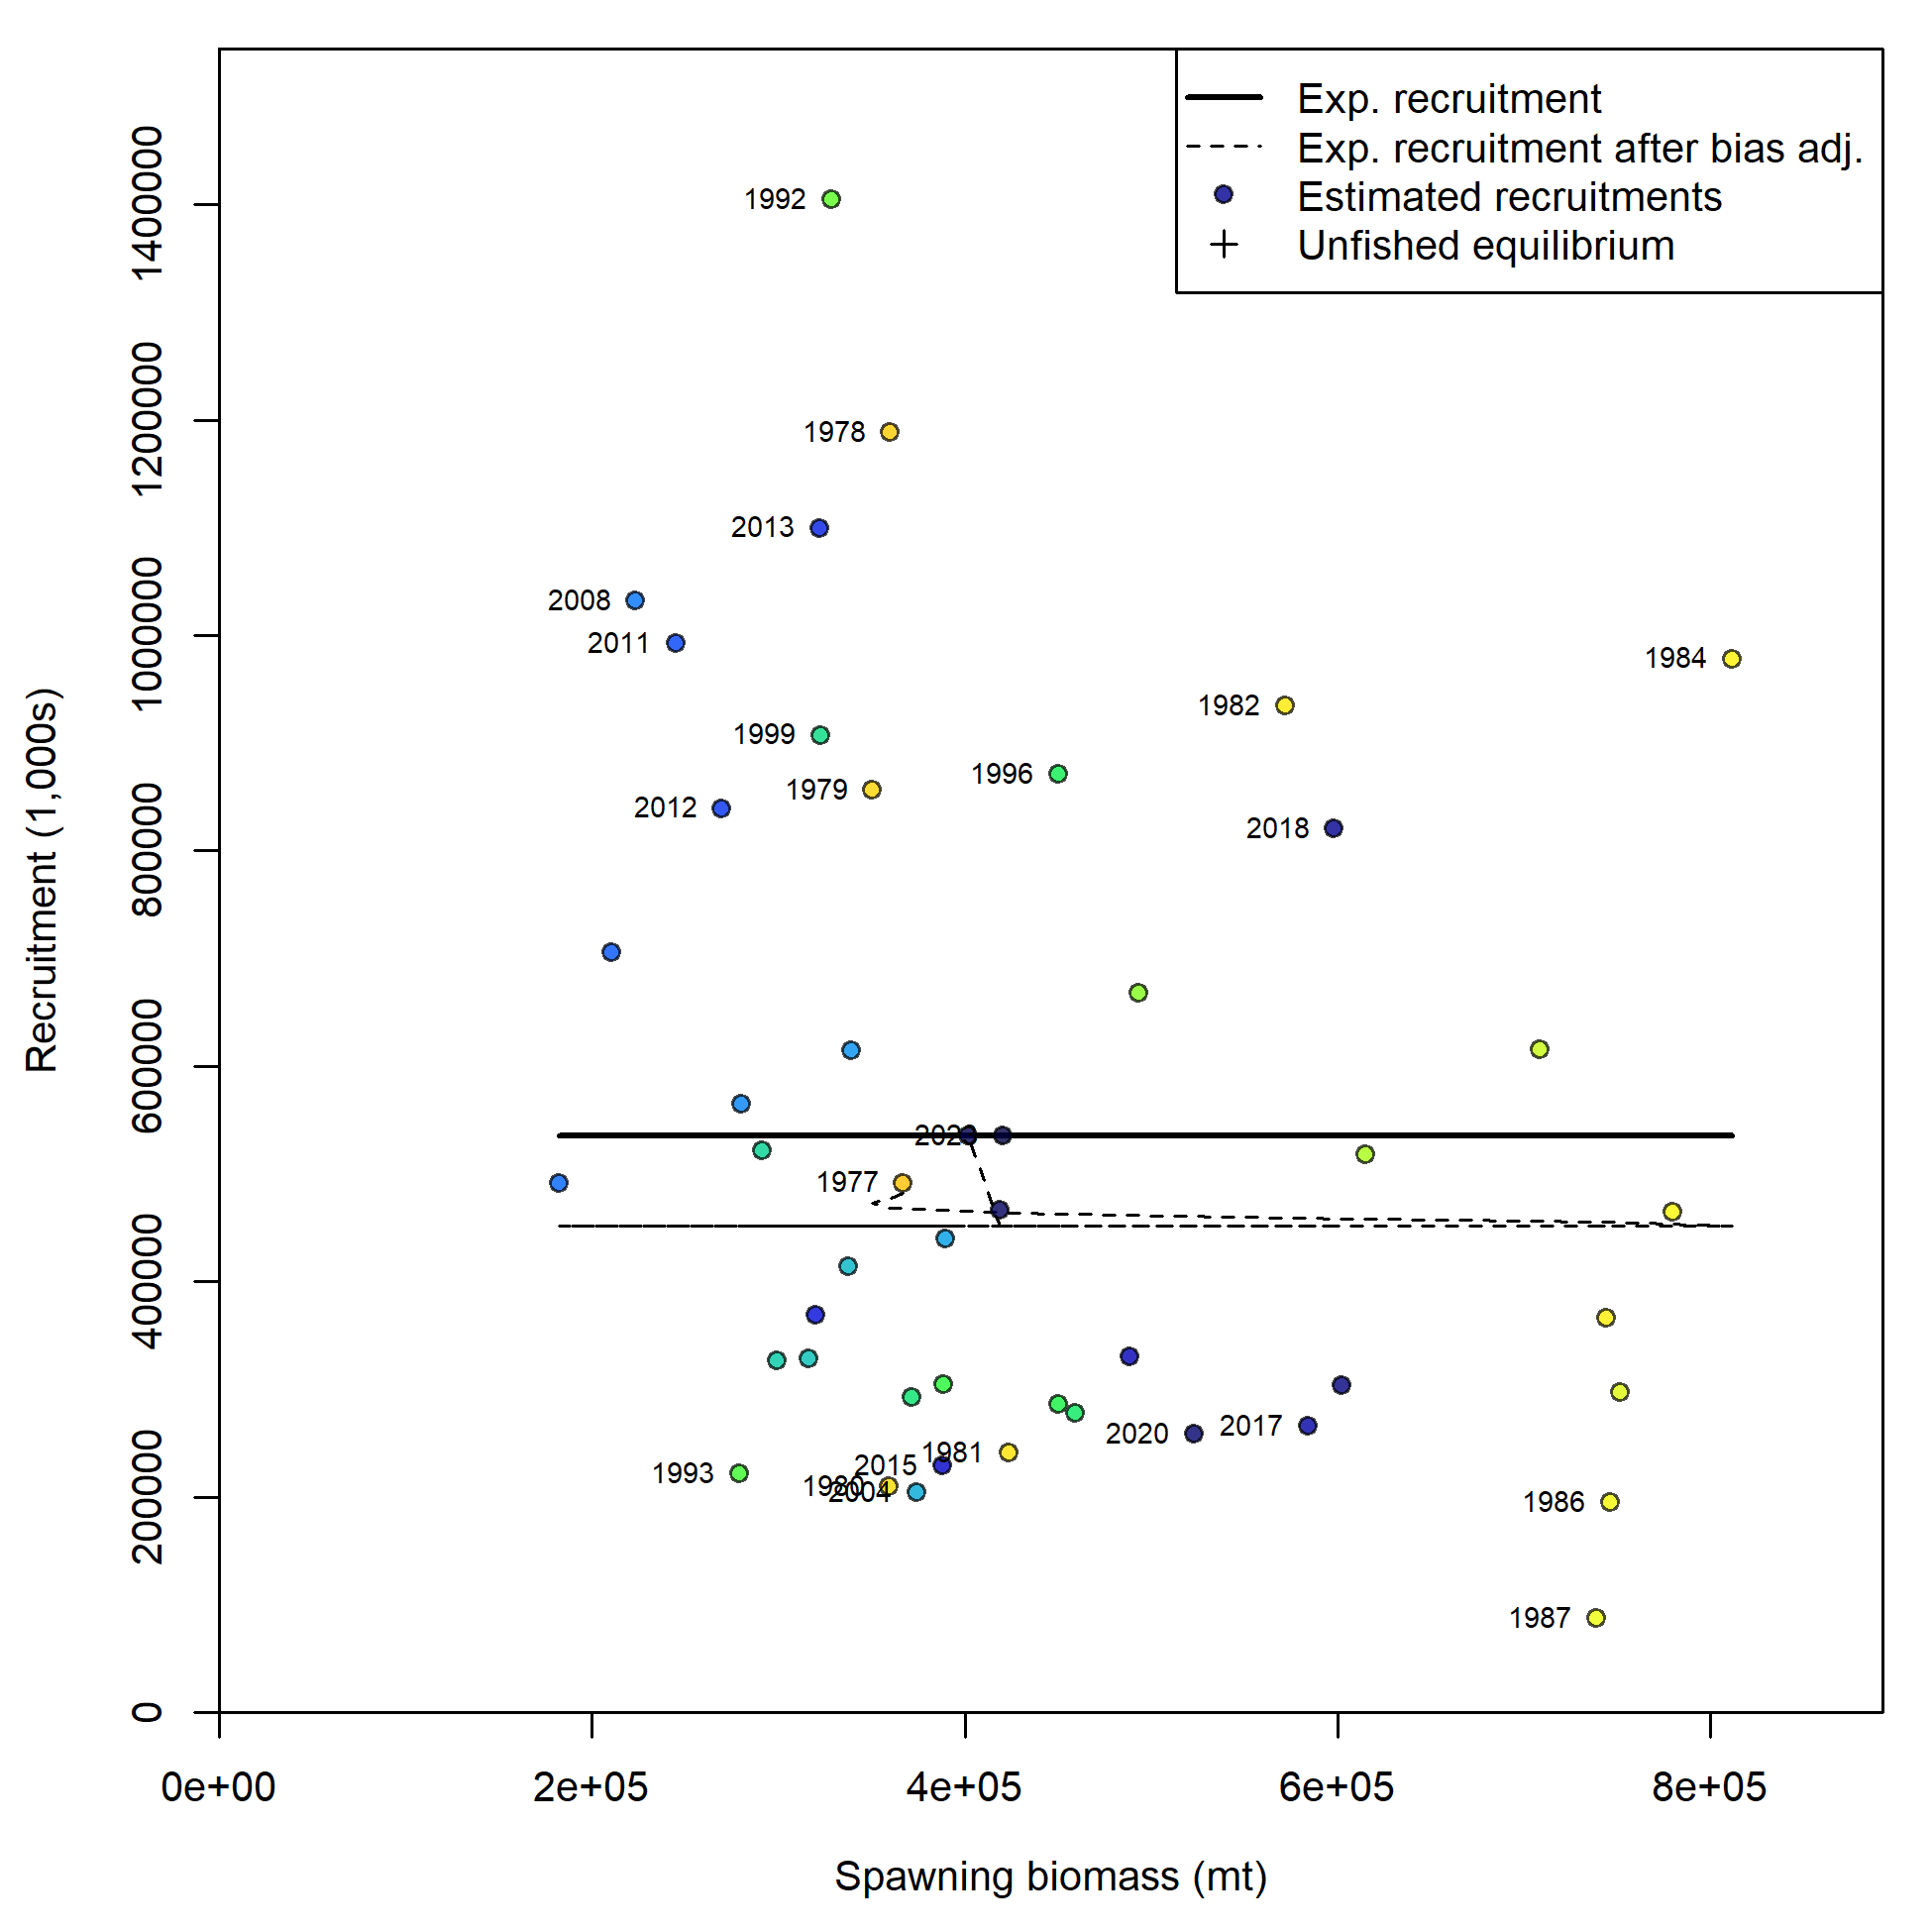 Exp. recruitment
Exp. recruitment after bias adj.
Estimated recruitments
Unfished equilibrium
Recruitment (1,000s)
1400000
1200000
1000000
800000
600000
400000
200000
0
1992
1978
2013
2008
2011
1984
1982
1999
1996
1979
2012
2018
1977
2020
2017
1981
2015
1993
1980
2004
1986
1987
0e+00
2e+05
4e+05
6e+05
8e+05
Spawning biomass (mt)